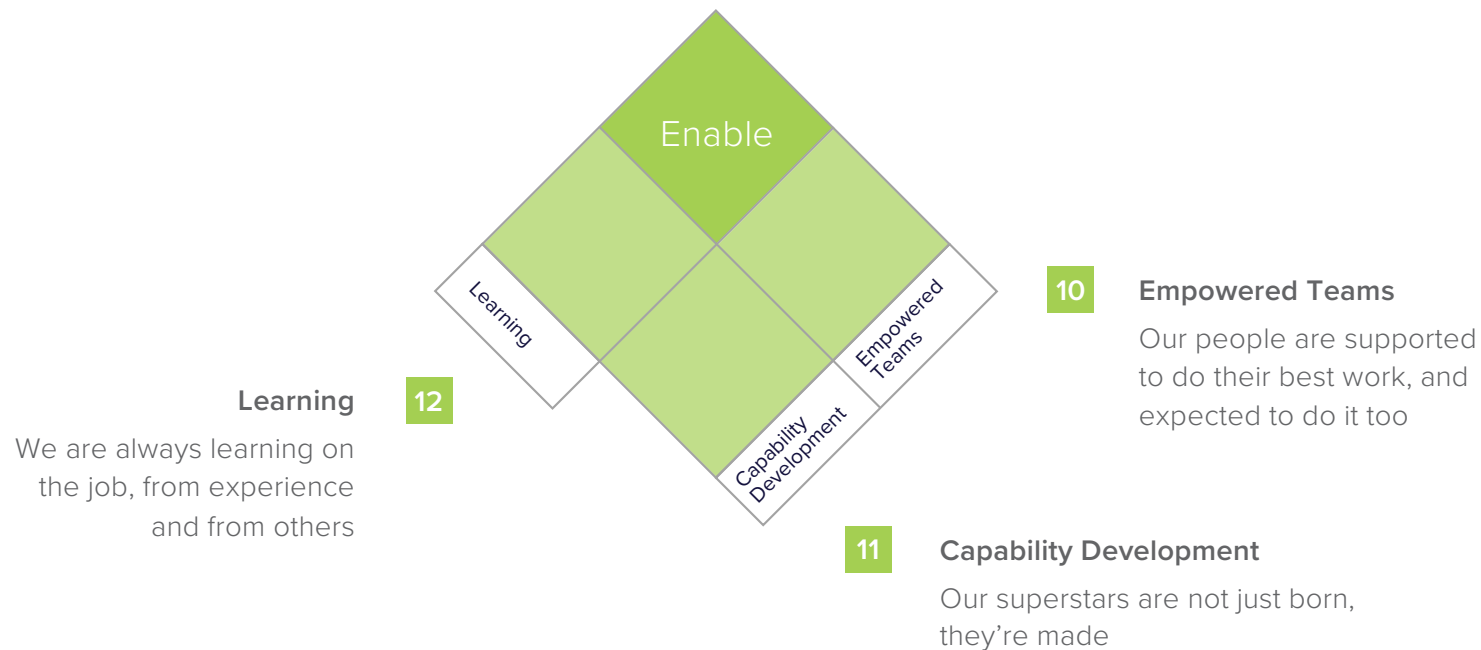 Enable
Learning
Empowered
Teams
Capability
Development
10
Empowered Teams
Our people are supported
to do their best work, and
expected to do it too
12
Learning
We are always learning on
the job, from experience
and from others
11
Capability Development
Our superstars are not just born,
they’re made